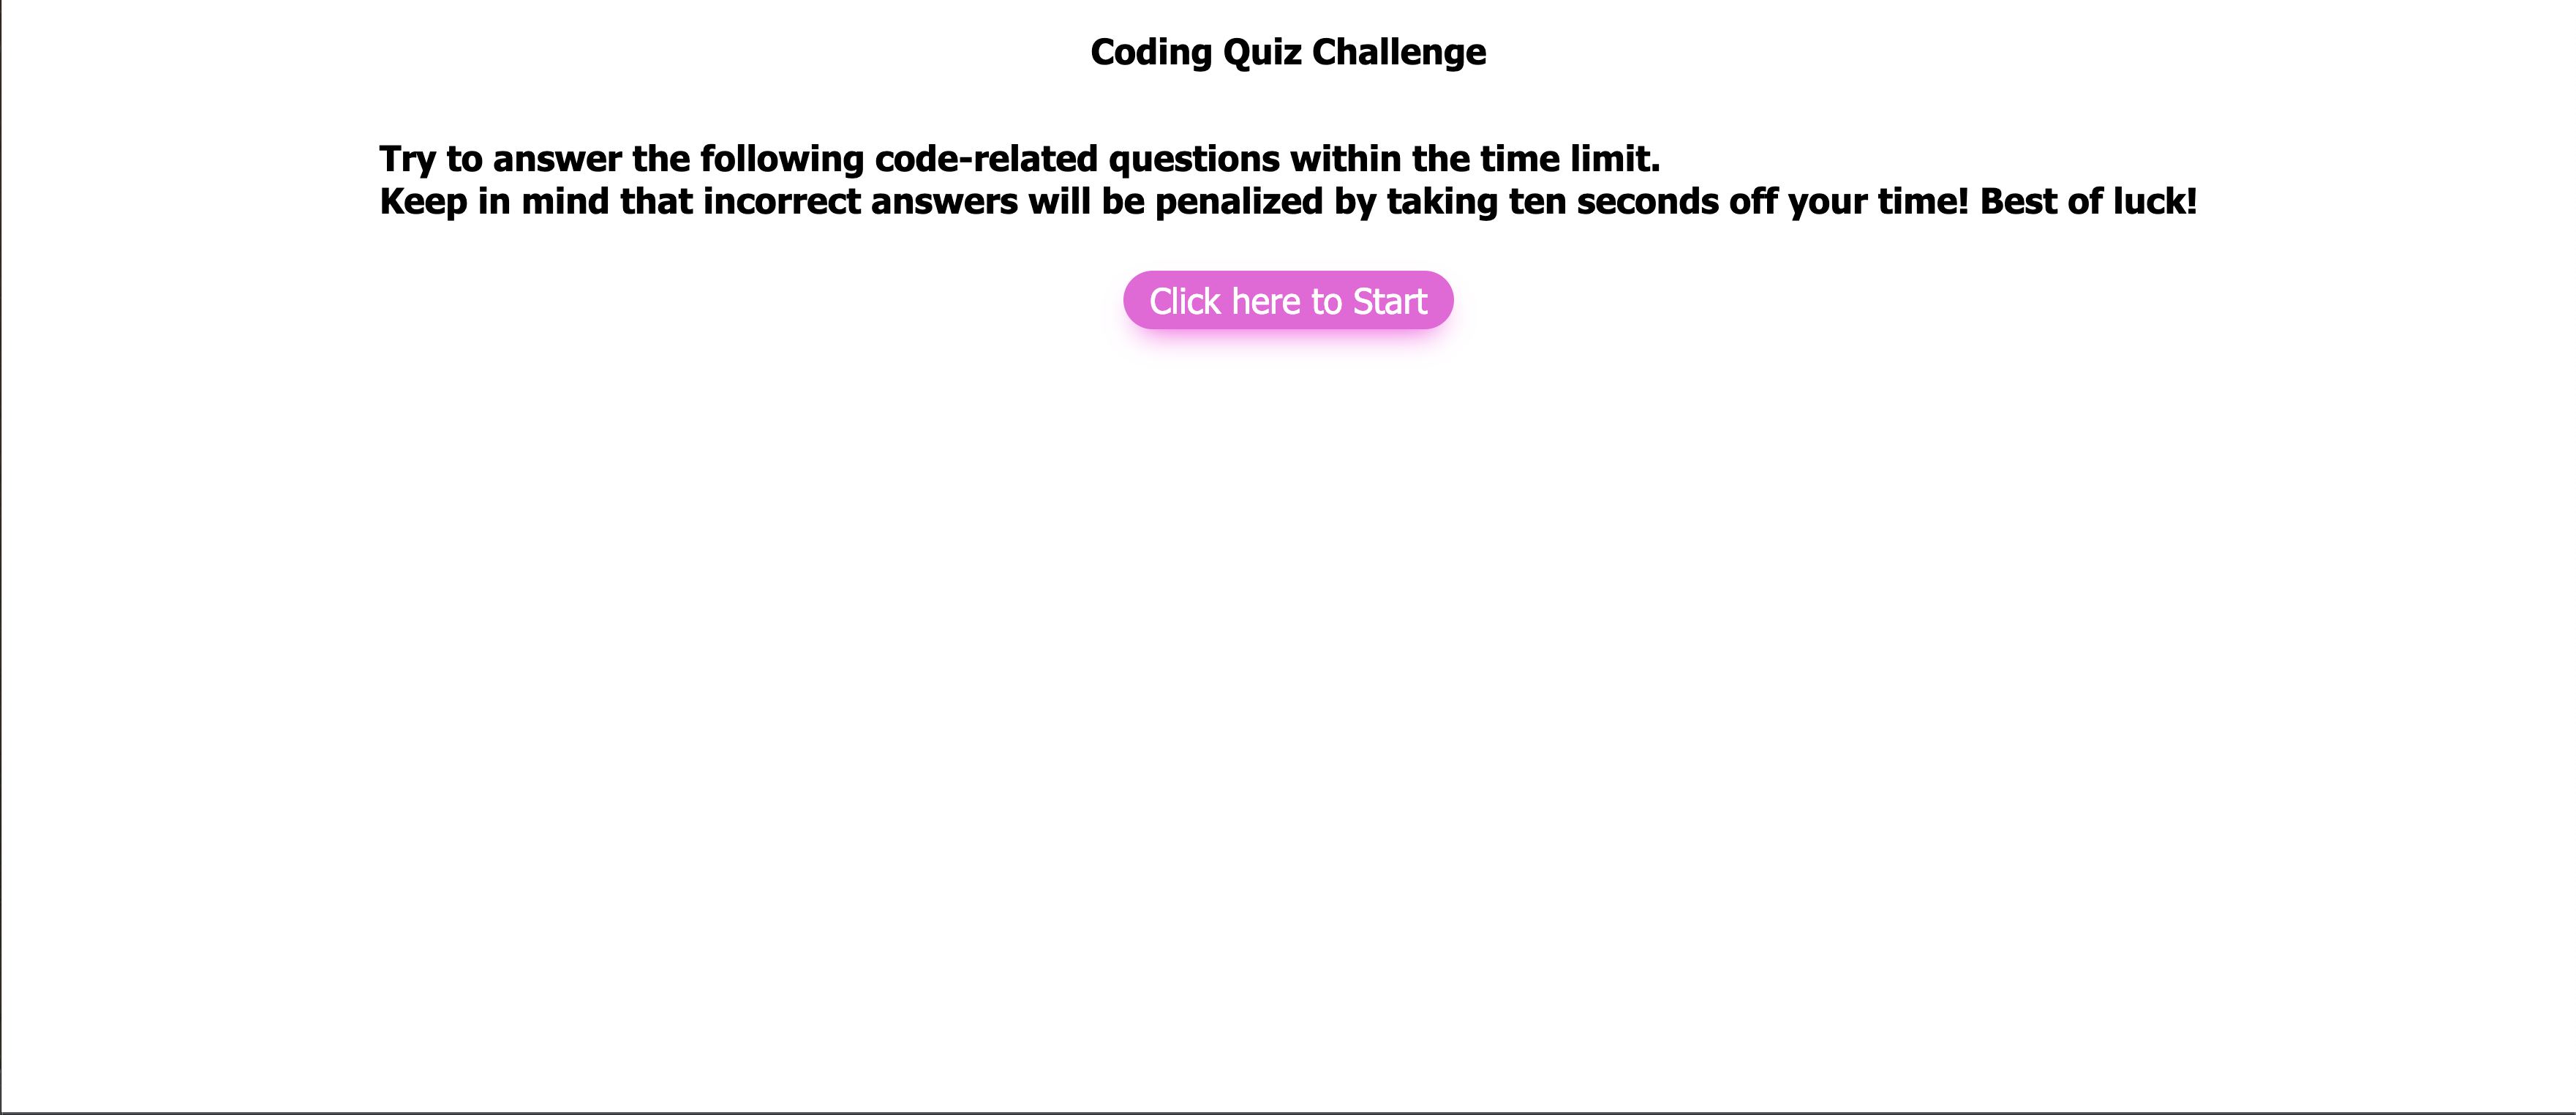 Coding Quiz Challenge
Try to answer the following code-related questions within the time limit.
Keep in mind that incorrect answers will be penalized by taking ten seconds off your time! Best of luck!
Click here to Start